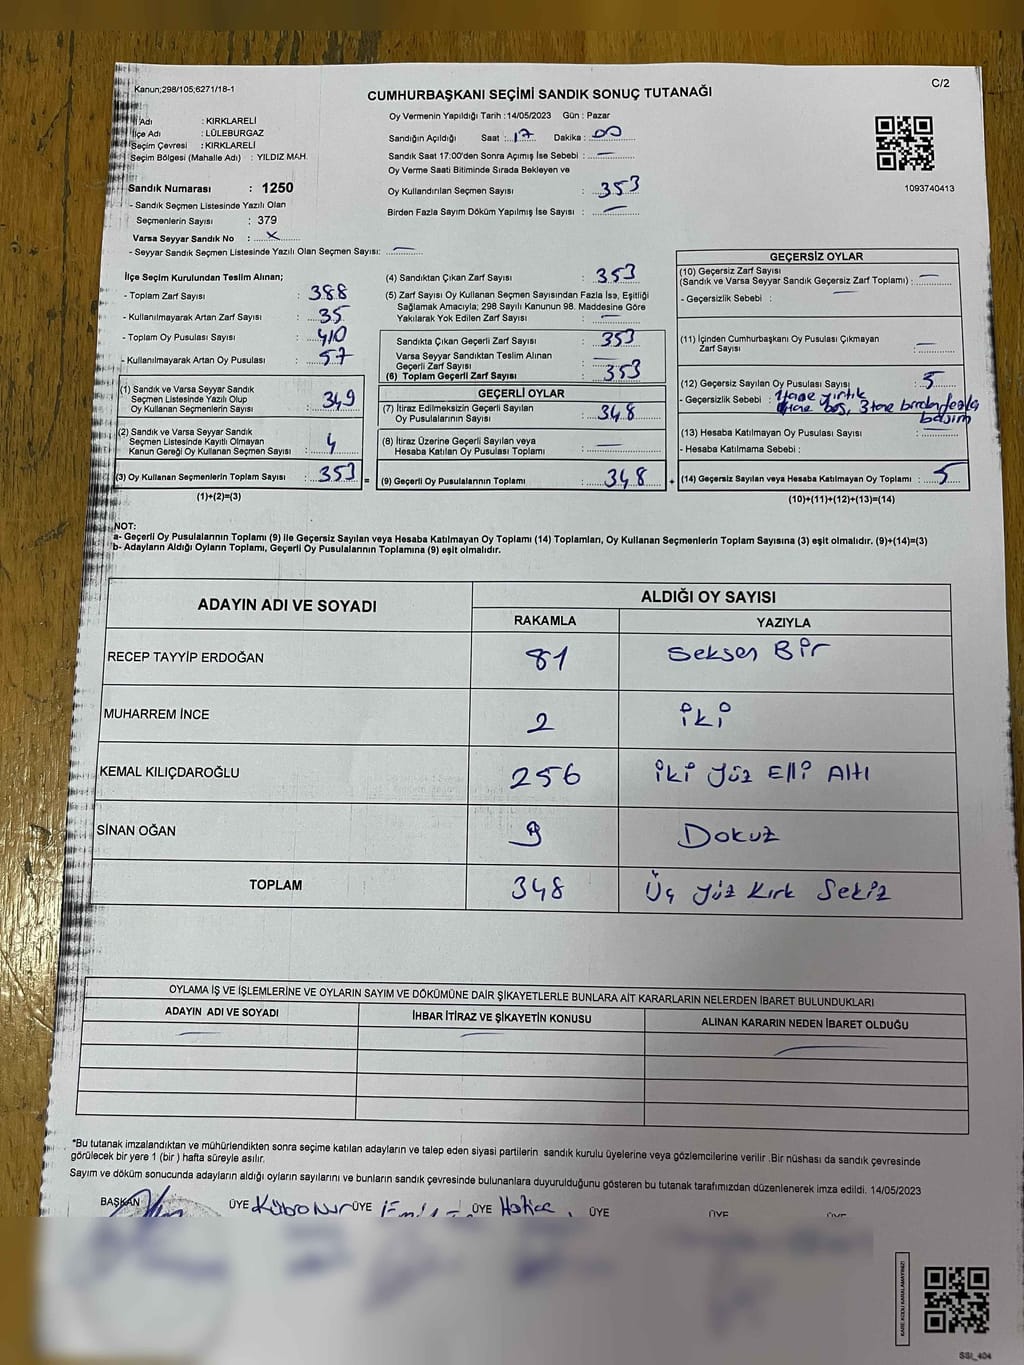 Kanun;298/105;6271/18-1
C/2
CUMHURBAŞKANI SEÇİMİ SANDIK SONUÇ TUTANAĞI
İl Adı : KIRKLARELİ
İlçe Adı : LÜLEBURGAZ
Seçim Çevresi : KIRKLARELİ
Seçim Bölgesi (Mahalle Adı) : YILDIZ MAH.
Sandık Numarası : 1250
- Sandık Seçmen Listesinde Yazılı Olan
Seçmenlerin Sayısı : 379
Varsa Seyyar Sandık No : X
- Seyyar Sandık Seçmen Listesinde Yazılı Olan Seçmen Sayısı: —
Oy Vermenin Yapıldığı Tarih :14/05/2023 Gün : Pazar
Sandığın Açıldığı Saat : 17 Dakika : 00
Sandık Saat 17:00'den Sonra Açımış İse Sebebi : —
Oy Verme Saati Bitiminde Sırada Bekleyen ve
Oy Kullandırılan Seçmen Sayısı : 353
Birden Fazla Sayım Döküm Yapılmış İse Sayısı : —
1093740413
İlçe Seçim Kurulundan Teslim Alınan;
- Toplam Zarf Sayısı : 388
- Kullanılmayarak Artan Zarf Sayısı : 35
- Toplam Oy Pusulası Sayısı : 410
- Kullanılmayarak Artan Oy Pusulası : 57
(1) Sandık ve Varsa Seyyar Sandık
Seçmen Listesinde Yazılı Olup
Oy Kullanan Seçmenlerin Sayısı : 349
(2) Sandık ve Varsa Seyyar Sandık
Seçmen Listesinde Kayıtlı Olmayan
Kanun Gereği Oy Kullanan Seçmen Sayısı : 4
(3) Oy Kullanan Seçmenlerin Toplam Sayısı : 353
(1)+(2)=(3)
(4) Sandıktan Çıkan Zarf Sayısı : 353
(5) Zarf Sayısı Oy Kullanan Seçmen Sayısından Fazla İse, Eşitliği
Sağlamak Amacıyla; 298 Sayılı Kanunun 98. Maddesine Göre
Yakılarak Yok Edilen Zarf Sayısı : —
Sandıkta Çıkan Geçerli Zarf Sayısı : 353
Varsa Seyyar Sandıktan Teslim Alınan
Geçerli Zarf Sayısı : —
(6) Toplam Geçerli Zarf Sayısı : 353
GEÇERLİ OYLAR
(7) İtiraz Edilmeksizin Geçerli Sayılan
Oy Pusulalarının Sayısı : 348
(8) İtiraz Üzerine Geçerli Sayılan veya
Hesaba Katılan Oy Pusulası Toplamı : —
(9) Geçerli Oy Pusulalarının Toplamı : 348
GEÇERSİZ OYLAR
(10) Geçersiz Zarf Sayısı
(Sandık ve Varsa Seyyar Sandık Geçersiz Zarf Toplamı) : —
- Geçersizlik Sebebi : —
(11) İçinden Cumhurbaşkanı Oy Pusulası Çıkmayan
Zarf Sayısı : —
(12) Geçersiz Sayılan Oy Pusulası Sayısı : 5
- Geçersizlik Sebebi : 1 tane yırtık
1 tane boş, 3 tane birden fazla
basım
(13) Hesaba Katılmayan Oy Pusulası Sayısı :
- Hesaba Katılmama Sebebi :
(14) Geçersiz Sayılan veya Hesaba Katılmayan Oy Toplamı : 5
(10)+(11)+(12)+(13)=(14)
NOT:
a- Geçerli Oy Pusulalarının Toplamı (9) ile Geçersiz Sayılan veya Hesaba Katılmayan Oy Toplamı (14) Toplamları, Oy Kullanan Seçmenlerin Toplam Sayısına (3) eşit olmalıdır. (9)+(14)=(3)
b- Adayların Aldığı Oyların Toplamı, Geçerli Oy Pusulalarının Toplamına (9) eşit olmalıdır.
ADAYIN ADI VE SOYADI ALDIĞI OY SAYISI
RAKAMLA YAZIYLA
RECEP TAYYİP ERDOĞAN 81 Seksen Bir
MUHARREM İNCE 2 iki
KEMAL KILIÇDAROĞLU 256 iki Yüz Elli Altı
SİNAN OĞAN 9 Dokuz
TOPLAM 348 Üç Yüz Kırk Sekiz
OYLAMA İŞ VE İŞLEMLERİNE VE OYLARIN SAYIM VE DÖKÜMÜNE DAİR ŞİKAYETLERLE BUNLARA AİT KARARLARIN NELERDEN İBARET BULUNDUKLARI
ADAYIN ADI VE SOYADI İHBAR İTİRAZ VE ŞİKAYETİN KONUSU ALINAN KARARIN NEDEN İBARET OLDUĞU
*Bu tutanak imzalandıktan ve mühürlendikten sonra seçime katılan adayların ve talep eden siyasi partilerin sandık kurulu üyelerine veya gözlemcilerine verilir .Bir nüshası da sandık çevresinde
görülecek bir yere 1 (bir ) hafta süreyle asılır.
Sayım ve döküm sonucunda adayların aldığı oyların sayılarını ve bunların sandık çevresinde bulunanlara duyurulduğunu gösteren bu tutanak tarafımızdan düzenlenerek imza edildi. 14/05/2023
BAŞKAN ÜYE Kübra Nur ÜYE ÜYE Hatice ÜYE ÜYE ÜYE
KARE KODU KARALAMAYINIZ!
SSI_404